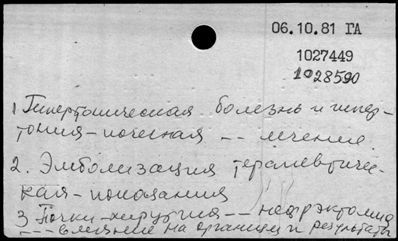 06.10.81 ГА
1027449
1028590
1 Гипертоническая болезнь и гипер-
тония-почечная -- лечение.
2. Эмболизация терапевтичес-
кая-показания
3 Почки-хирургия -- нефрэктомия
-- влияние на организм и результаты